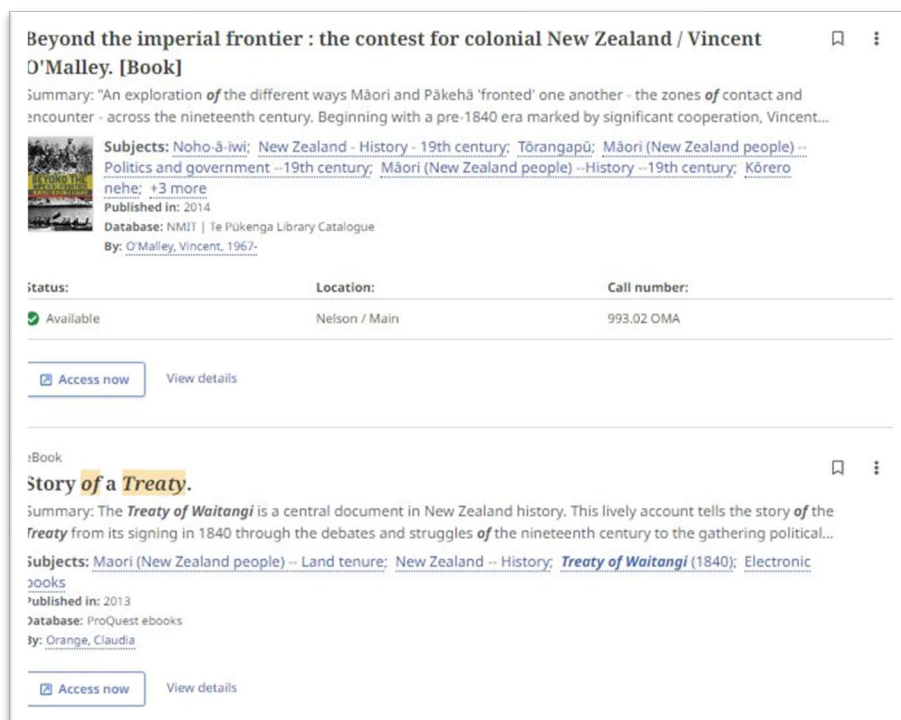 Beyond the imperial frontier : the contest for colonial New Zealand / Vincent
O'Malley. [Book]
Summary: "An exploration of the different ways Māori and Pākehā 'fronted' one another - the zones of contact and
encounter - across the nineteenth century. Beginning with a pre-1840 era marked by significant cooperation, Vincent...
BEYOND THE
Subjects: Noho-ā-iwi; New Zealand - History - 19th century; Tōrangapū; Māori (New Zealand people) --
Politics and government --19th century; Māori (New Zealand people) --History --19th century; Kōrero
nehe; +3 more
Published in: 2014
Database: NMIT | Te Pūkenga Library Catalogue
By: O'Malley, Vincent, 1967-
Status: Location: Call number:
Available Nelson / Main 993.02 OMA
Access now View details
eBook
Story of a Treaty.
Summary: The Treaty of Waitangi is a central document in New Zealand history. This lively account tells the story of the
Treaty from its signing in 1840 through the debates and struggles of the nineteenth century to the gathering political...
Subjects: Maori (New Zealand people) -- Land tenure; New Zealand -- History; Treaty of Waitangi (1840); Electronic
books
Published in: 2013
Database: ProQuest ebooks
By: Orange, Claudia
Access now View details